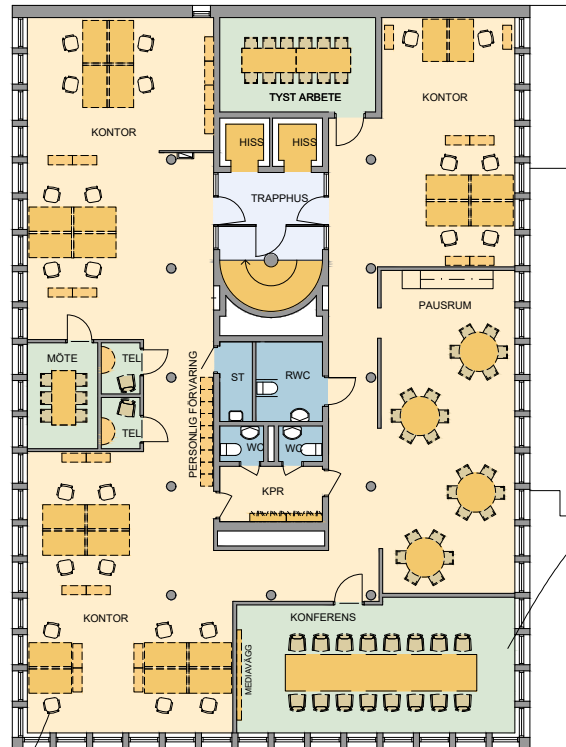 TYST ARBETE
KONTOR
KONTOR
HISS
HISS
TRAPPHUS
PAUSRUM
MÖTE
TEL
TEL
PERSONLIG FÖRVARING
ST
RWC
WC
WC
KPR
KONTOR
KONFERENS
MEDIAVÄGG